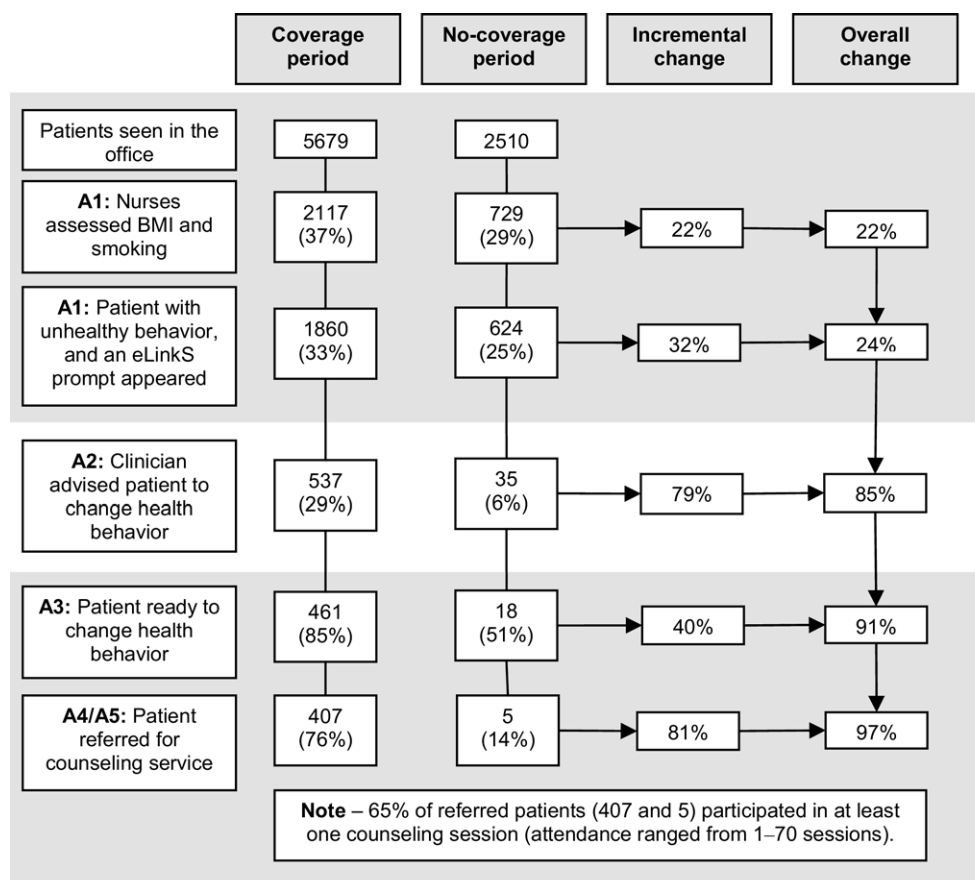 Coverage
period
No-coverage
period
Incremental
change
Overall
change
Patients seen in the
office
5679
2510
A1: Nurses
assessed BMI and
smoking
2117
(37%)
729
(29%)
22%
22%
A1: Patient with
unhealthy behavior,
and an eLinkS
prompt appeared
1860
(33%)
624
(25%)
32%
24%
A2: Clinician
advised patient to
change health
behavior
537
(29%)
35
(6%)
79%
85%
A3: Patient ready to
change health
behavior
461
(85%)
18
(51%)
40%
91%
A4/A5: Patient
referred for
counseling service
407
(76%)
5
(14%)
81%
97%
Note – 65% of referred patients (407 and 5) participated in at least
one counseling session (attendance ranged from 1–70 sessions).